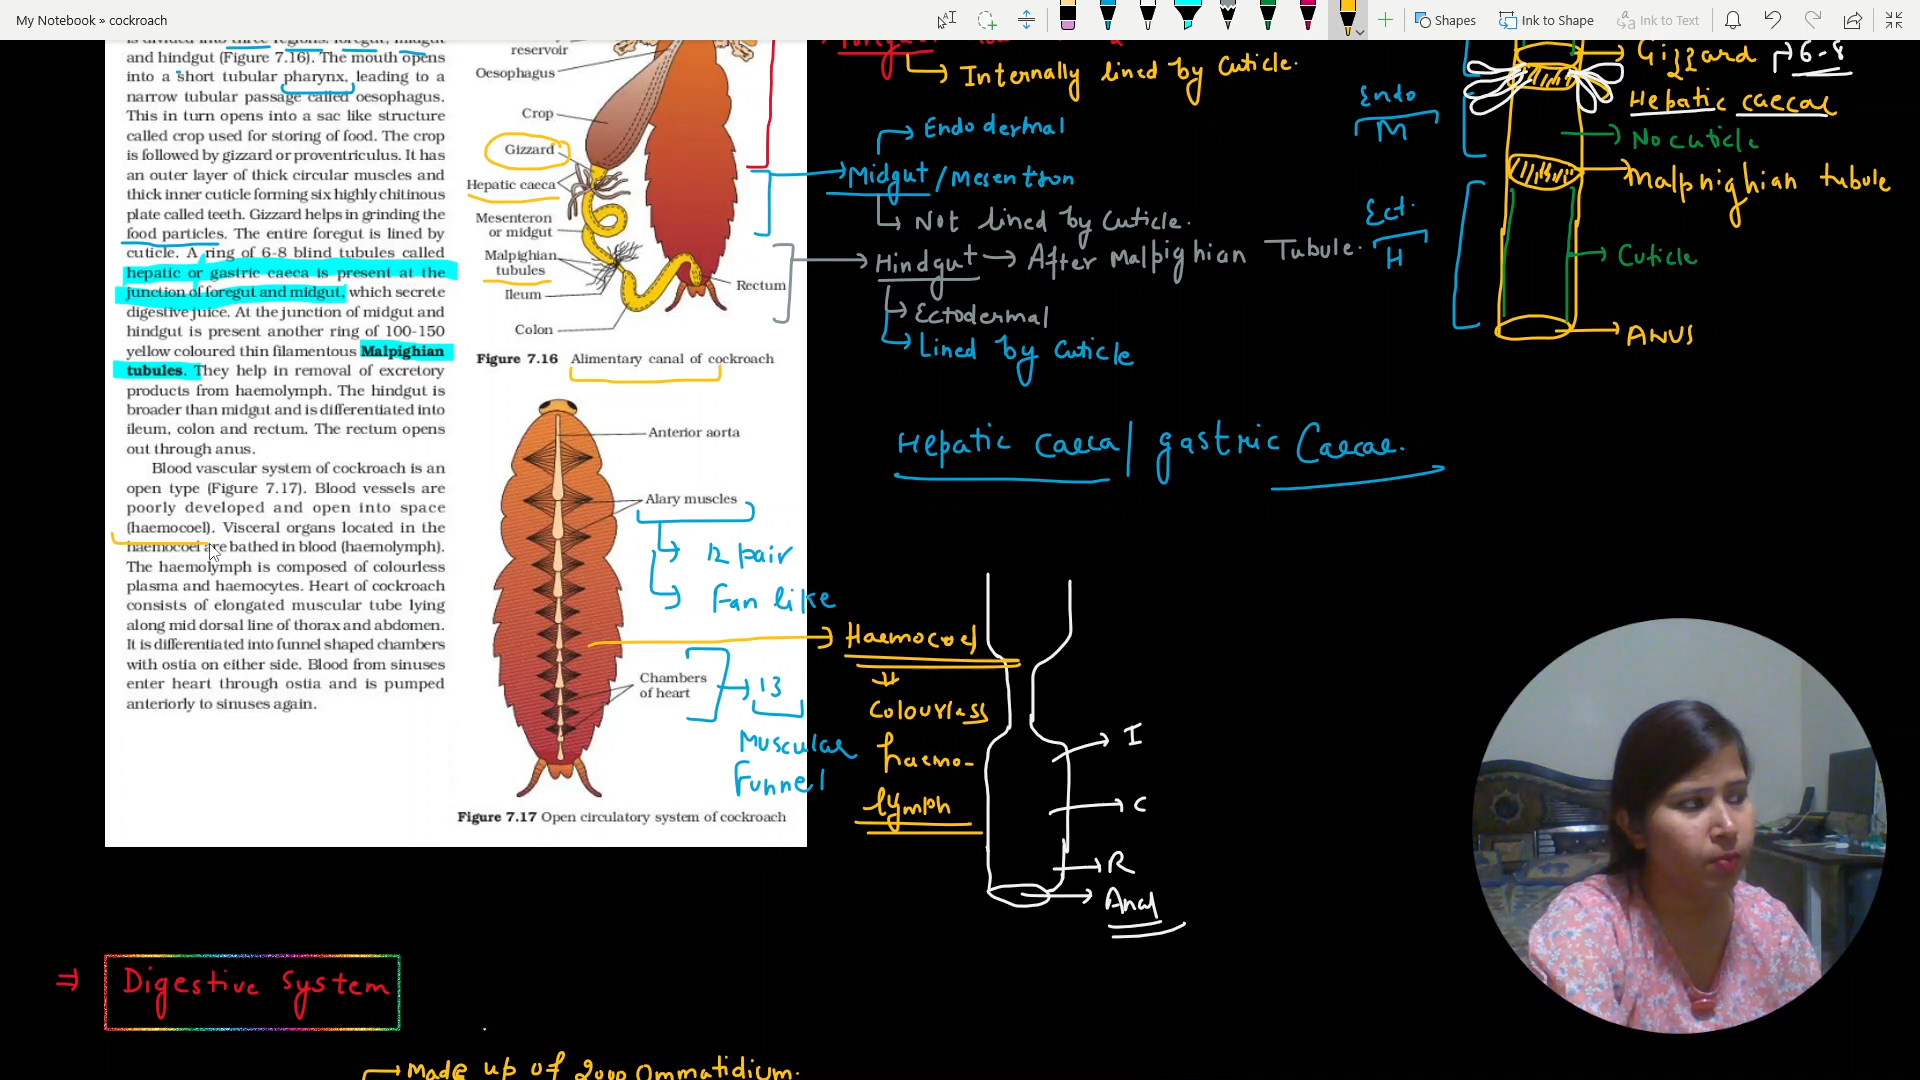 My Notebook » cockroach
Shapes
Ink to Shape
Ink to Text
is divided into three regions: foregut, midgut
and hindgut (Figure 7.16). The mouth opens
into a short tubular pharynx, leading to a
narrow tubular passage called oesophagus.
This in turn opens into a sac like structure
called crop used for storing of food. The crop
is followed by gizzard or proventriculus. It has
an outer layer of thick circular muscles and
thick inner cuticle forming six highly chitinous
plate called teeth. Gizzard helps in grinding the
food particles. The entire foregut is lined by
cuticle. A ring of 6-8 blind tubules called
hepatic or gastric caeca is present at the
junction of foregut and midgut, which secrete
digestive juice. At the junction of midgut and
hindgut is present another ring of 100-150
yellow coloured thin filamentous Malpighian
tubules. They help in removal of excretory
products from haemolymph. The hindgut is
broader than midgut and is differentiated into
ileum, colon and rectum. The rectum opens
out through anus.
Blood vascular system of cockroach is an
open type (Figure 7.17). Blood vessels are
poorly developed and open into space
(haemocoel). Visceral organs located in the
haemocoel are bathed in blood (haemolymph).
The haemolymph is composed of colourless
plasma and haemocytes. Heart of cockroach
consists of elongated muscular tube lying
along mid dorsal line of thorax and abdomen.
It is differentiated into funnel shaped chambers
with ostia on either side. Blood from sinuses
enter heart through ostia and is pumped
anteriorly to sinuses again.
reservoir
Oesophagus
Crop
Gizzard
Hepatic caeca
Mesenteron
or midgut
Malpighian
tubules
Ileum
Colon
Rectum
Figure 7.16 Alimentary canal of cockroach
Anterior aorta
Alary muscles
12 pair
Fan like
Chambers
of heart
13
Muscular
Funnel
Figure 7.17 Open circulatory system of cockroach
Internally lined by Cuticle.
Endodermal
Midgut / Mesentron
Not lined by Cuticle.
Hindgut → After Malpighian Tubule.
Ectodermal
Lined by Cuticle
Hepatic Caeca / gastric Caecae.
Haemocoel
Colourless
haemo-
lymph
I
C
R
Anal
Endo
M
Ect.
H
Gizzard
6-8
Hepatic caecae
No cuticle
Malphighian tubule
Cuticle
ANUS
⇒ Digestive System
Made up of 2000 Ommatidium.